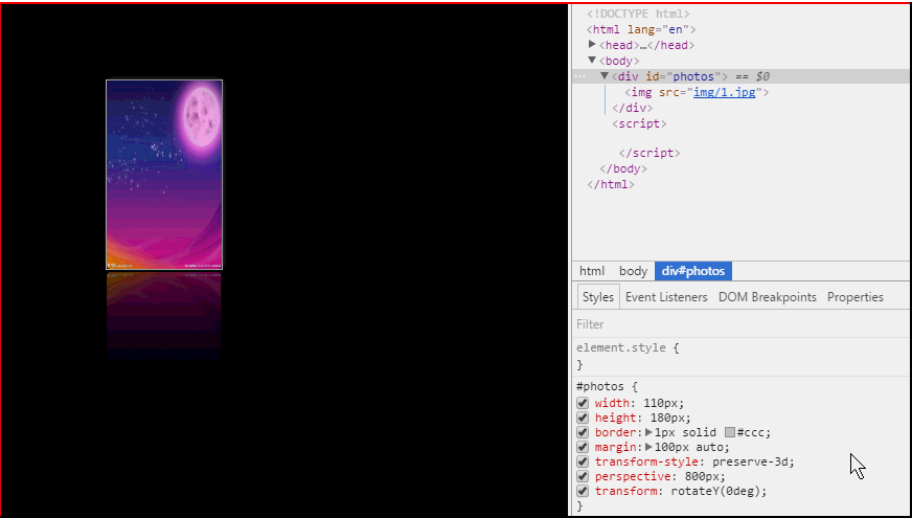 <!DOCTYPE html>
<html lang="en">
<head>…</head>
<body>
<div id="photos"> == $0
<img src="img/1.jpg">
</div>
<script>
</script>
</body>
</html>
html body div#photos
Styles Event Listeners DOM Breakpoints Properties
Filter
element.style {
}
#photos {
width: 110px;
height: 180px;
border: 1px solid #ccc;
margin: 100px auto;
transform-style: preserve-3d;
perspective: 800px;
transform: rotateY(0deg);
}